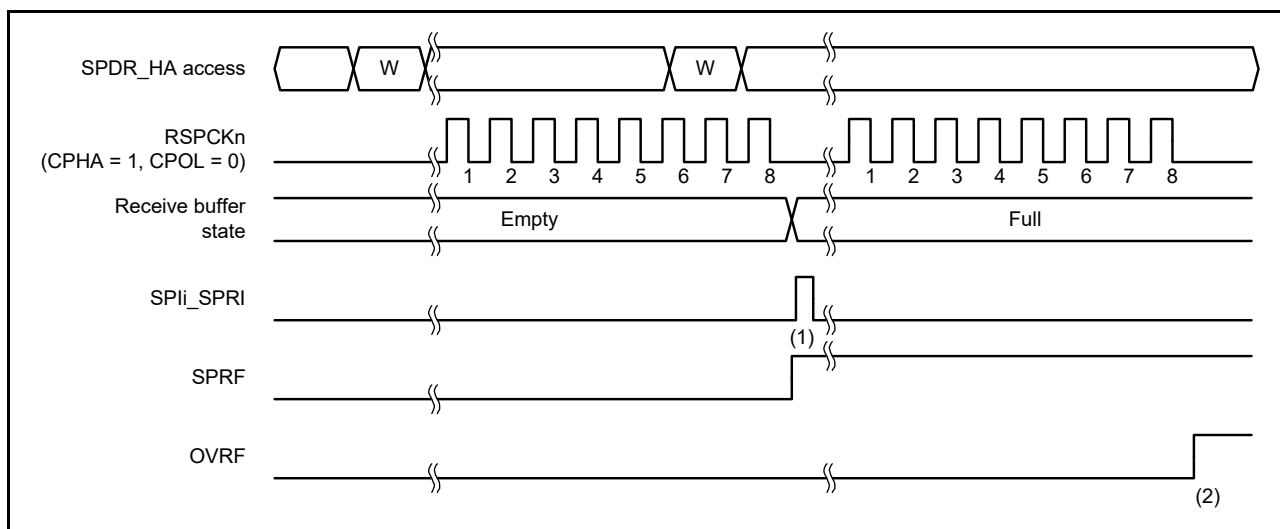 SPDR_HA access
W
W
RSPCKn
(CPHA = 1, CPOL = 0)
1 2 3 4 5 6 7 8
1 2 3 4 5 6 7 8
Receive buffer
state
Empty
Full
SPIi_SPRI
(1)
SPRF
OVRF
(2)